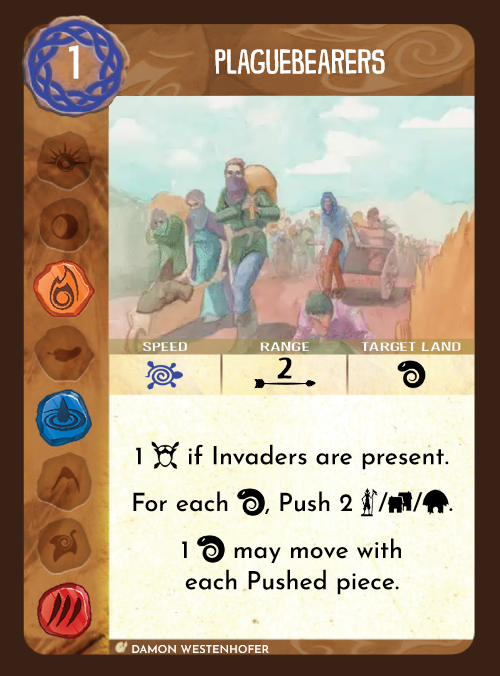 1
PLAGUEBEARERS
SPEED RANGE TARGET LAND
2
1 if Invaders are present.
For each , Push 2 / / .
1 may move with
each Pushed piece.
DAMON WESTENHOFER